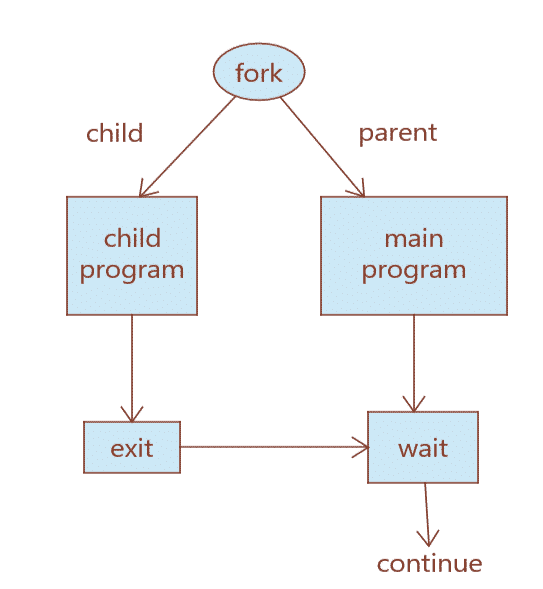 fork
child
parent
child
program
main
program
exit
wait
continue